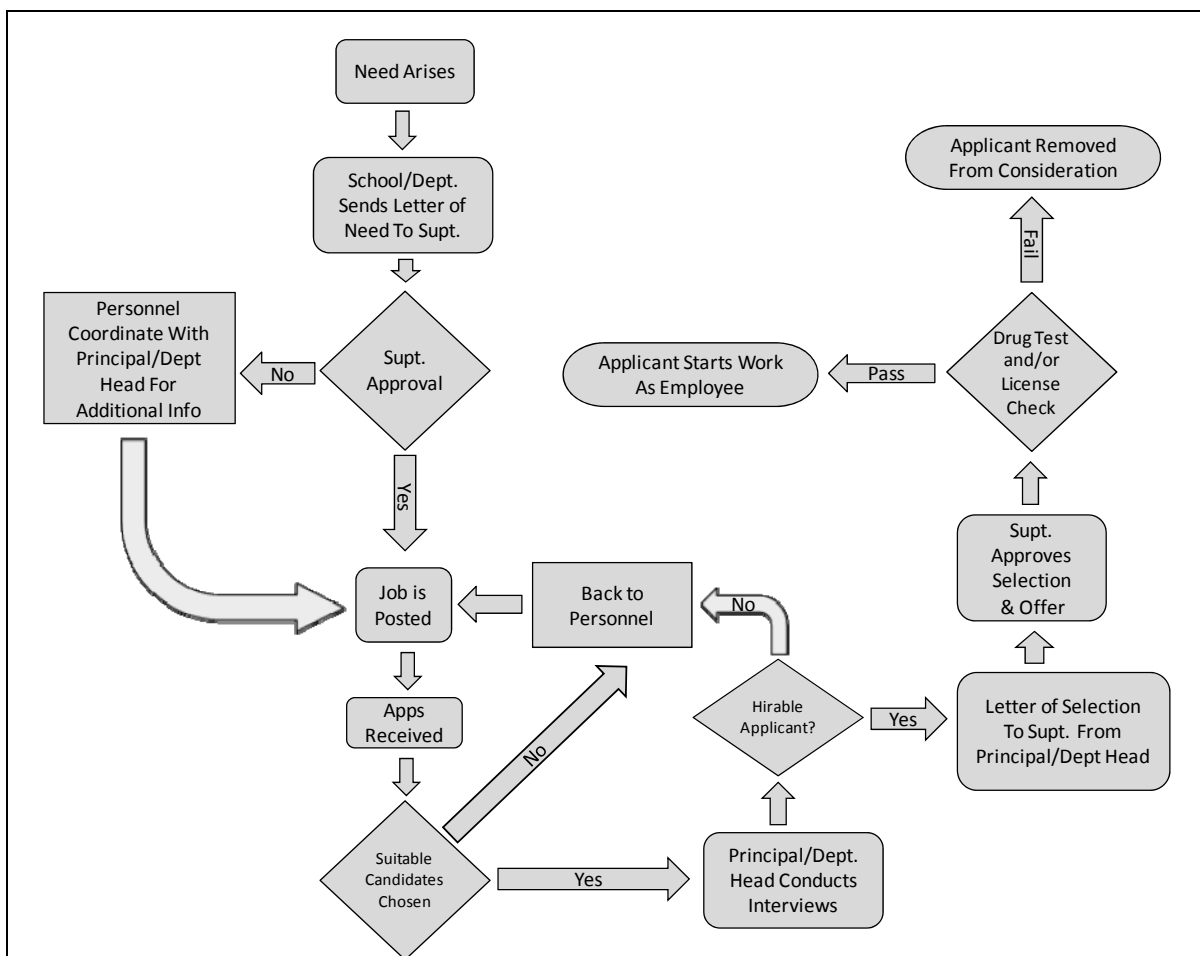 Need Arises
School/Dept.
Sends Letter of
Need To Supt.
Supt.
Approval
No
Personnel
Coordinate With
Principal/Dept
Head For
Additional Info
Yes
Job is
Posted
Apps
Received
Suitable
Candidates
Chosen
No
Back to
Personnel
Yes
Principal/Dept.
Head Conducts
Interviews
Hirable
Applicant?
No
Yes
Letter of Selection
To Supt. From
Principal/Dept Head
Supt.
Approves
Selection
& Offer
Drug Test
and/or
License
Check
Pass
Applicant Starts Work
As Employee
Fail
Applicant Removed
From Consideration